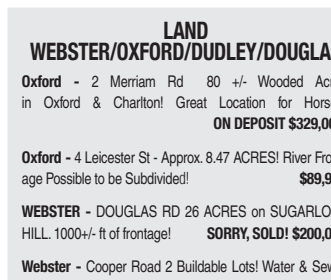 LAND
WEBSTER/OXFORD/DUDLEY/DOUGLA
Oxford - 2 Merriam Rd 80 +/- Wooded Acr
in Oxford & Charlton! Great Location for Hors
ON DEPOSIT $329,00
Oxford - 4 Leicester St - Approx. 8.47 ACRES! River Fro
age Possible to be Subdivided! $89,9
WEBSTER - DOUGLAS RD 26 ACRES on SUGARLO
HILL. 1000+/- ft of frontage! SORRY, SOLD! $200,0
Webster - Cooper Road 2 Buildable Lots! Water & Sew